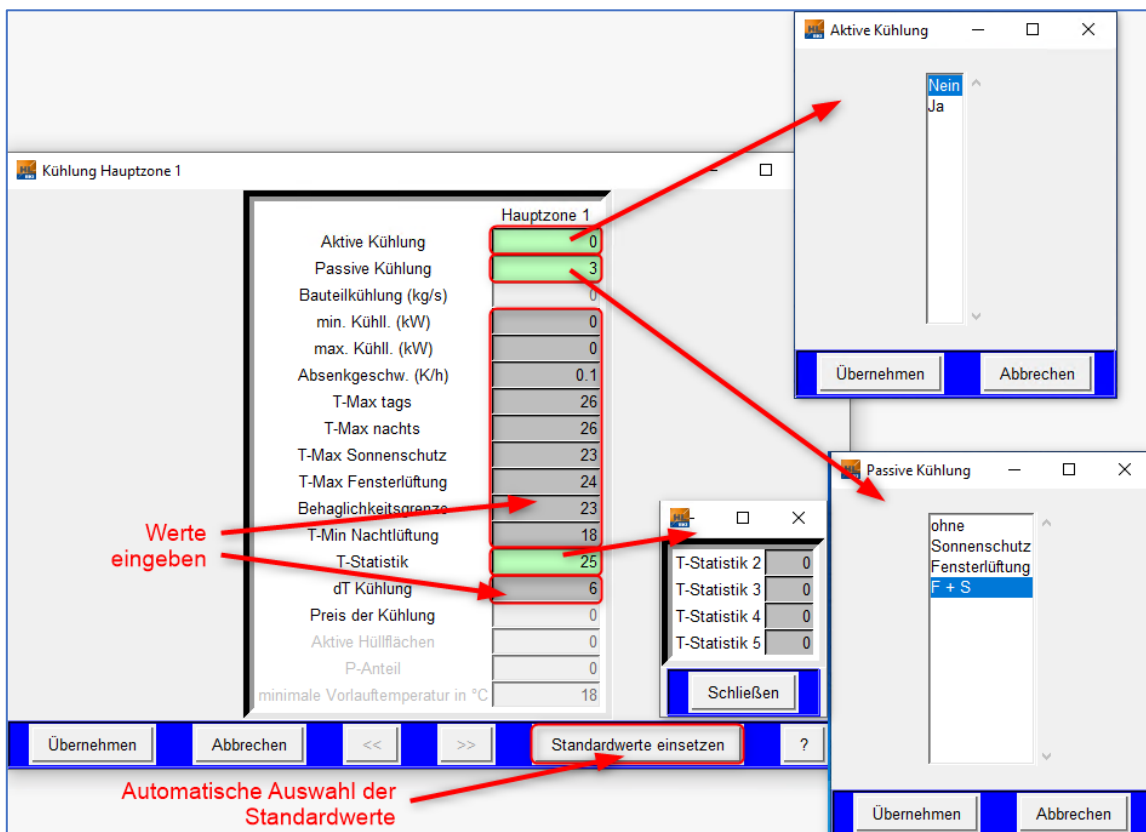 Aktive Kühlung
Nein
Ja
Übernehmen Abbrechen
Kühlung Hauptzone 1
Hauptzone 1
Aktive Kühlung 0
Passive Kühlung 3
Bauteilkühlung (kg/s) 0
min. Kühll. (kW) 0
max. Kühll. (kW) 0
Absenkgeschw. (K/h) 0.1
T-Max tags 26
T-Max nachts 26
T-Max Sonnenschutz 23
T-Max Fensterlüftung 24
Behaglichkeitsgrenze 23
T-Min Nachtlüftung 18
T-Statistik 25
dT Kühlung 6
Preis der Kühlung 0
Aktive Hüllflächen 0
P-Anteil 0
minimale Vorlauftemperatur in °C 18
Werte
eingeben
Übernehmen Abbrechen << >> Standardwerte einsetzen ?
Automatische Auswahl der
Standardwerte
T-Statistik 2 0
T-Statistik 3 0
T-Statistik 4 0
T-Statistik 5 0
Schließen
Passive Kühlung
ohne
Sonnenschutz
Fensterlüftung
F + S
Übernehmen Abbrechen